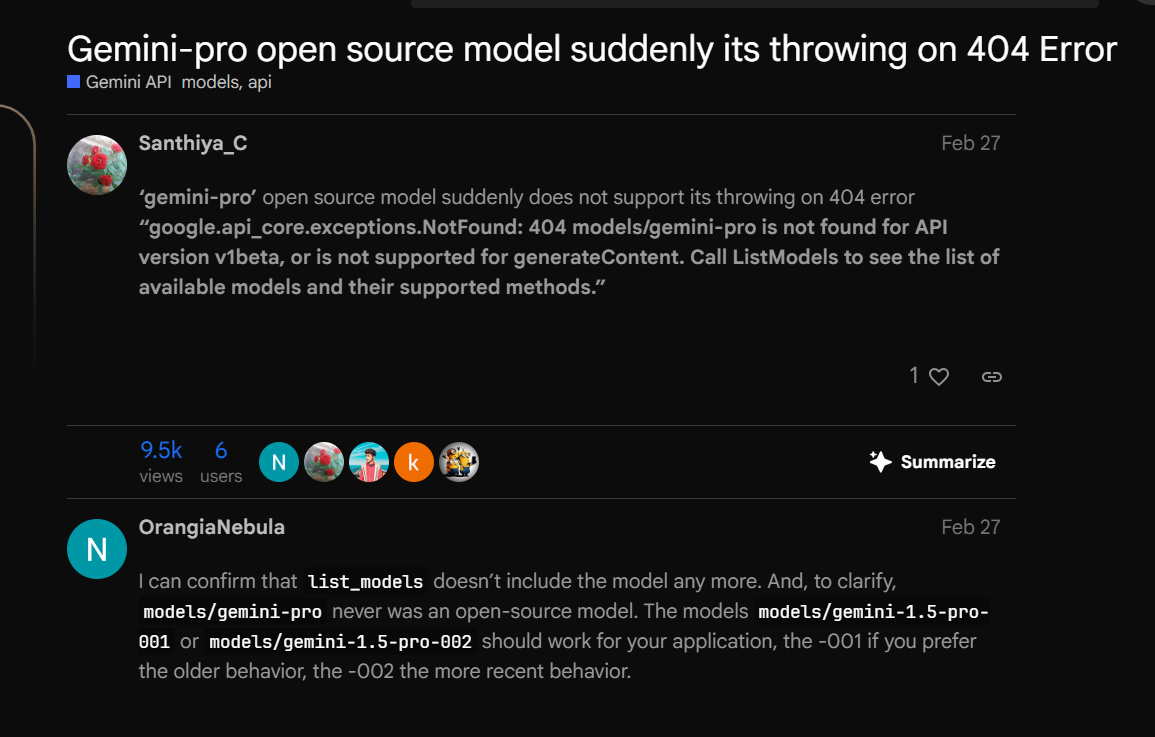 Gemini-pro open source model suddenly its throwing on 404 Error
Gemini API models, api
Santhiya_C
Feb 27
‘gemini-pro’ open source model suddenly does not support its throwing on 404 error
“google.api_core.exceptions.NotFound: 404 models/gemini-pro is not found for API
version v1beta, or is not supported for generateContent. Call ListModels to see the list of
available models and their supported methods.”
1
9.5k
views
6
users
N
k
Summarize
N
OrangiaNebula
Feb 27
I can confirm that list_models doesn’t include the model any more. And, to clarify,
models/gemini-pro never was an open-source model. The models models/gemini-1.5-pro-
001 or models/gemini-1.5-pro-002 should work for your application, the -001 if you prefer
the older behavior, the -002 the more recent behavior.